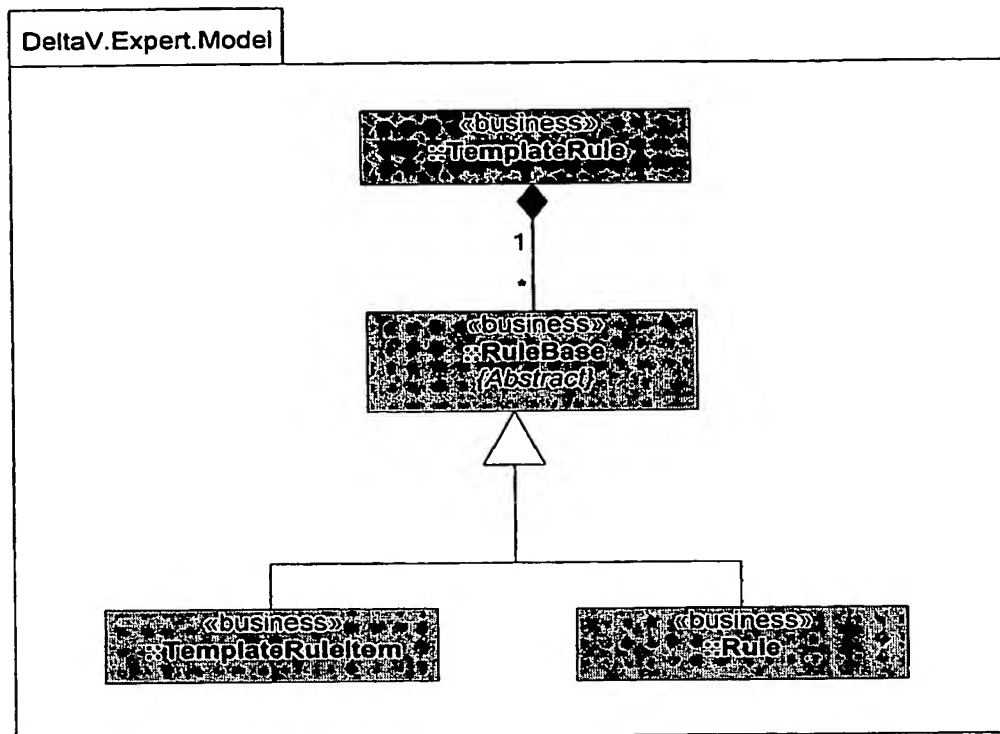 DeltaV.Expert.Model
«business»
::TemplateRule
1
*
«business»
::RuleBase
{Abstract}
«business»
::TemplateRuleItem
«business»
::Rule